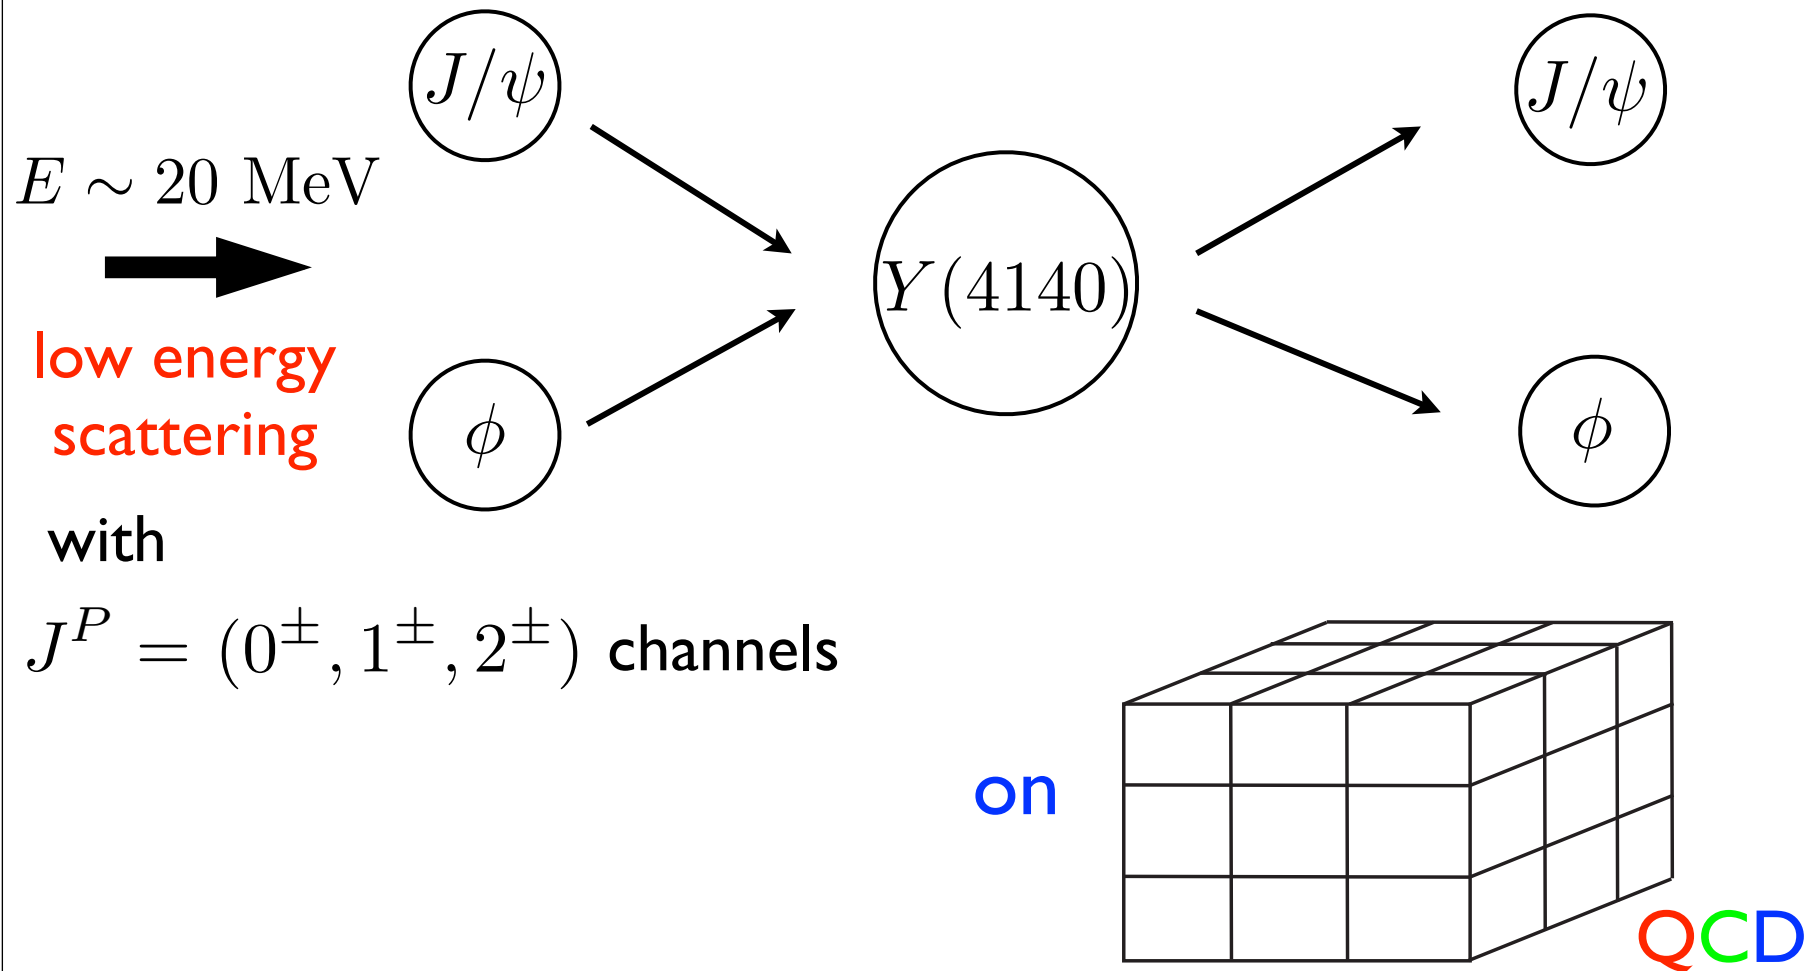 J/ψ
J/ψ
E ∼ 20 MeV
Y(4140)
low energy
scattering
ϕ
ϕ
with
J^P = (0^±, 1^±, 2^±) channels
on
QCD